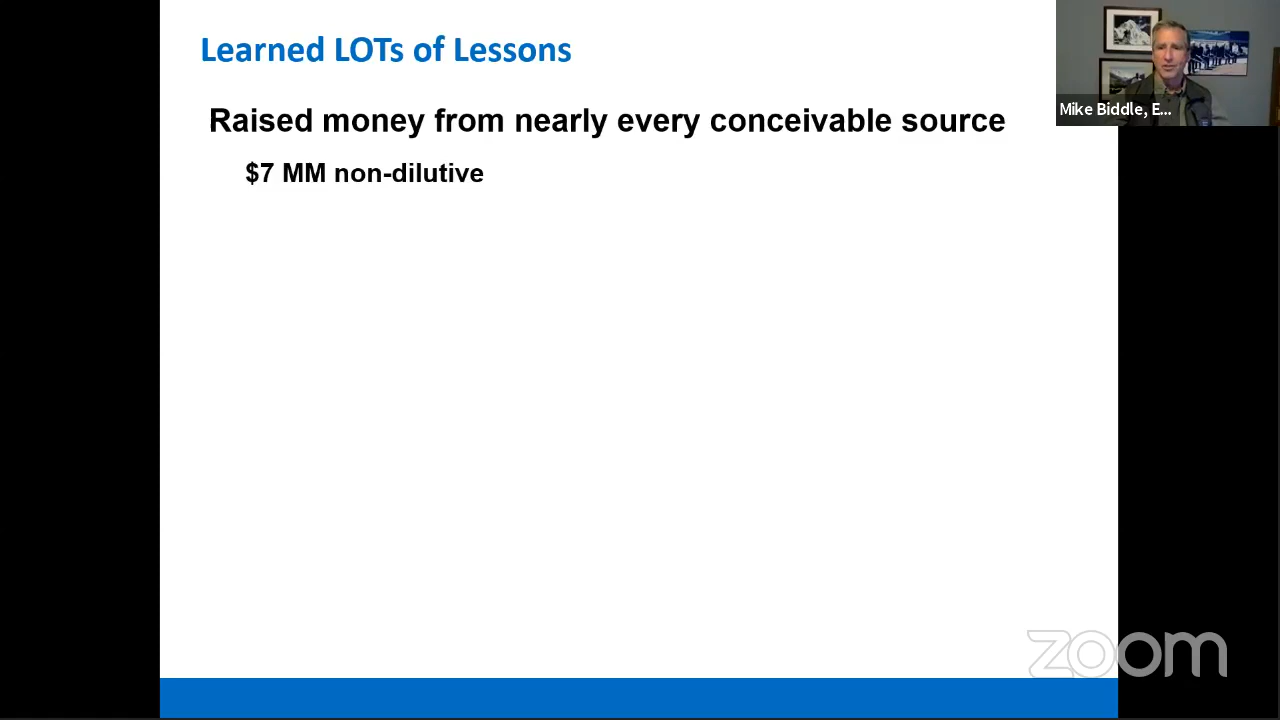 Learned LOTs of Lessons
Raised money from nearly every conceivable source
$7 MM non-dilutive
Mike Biddle, E...
zoom